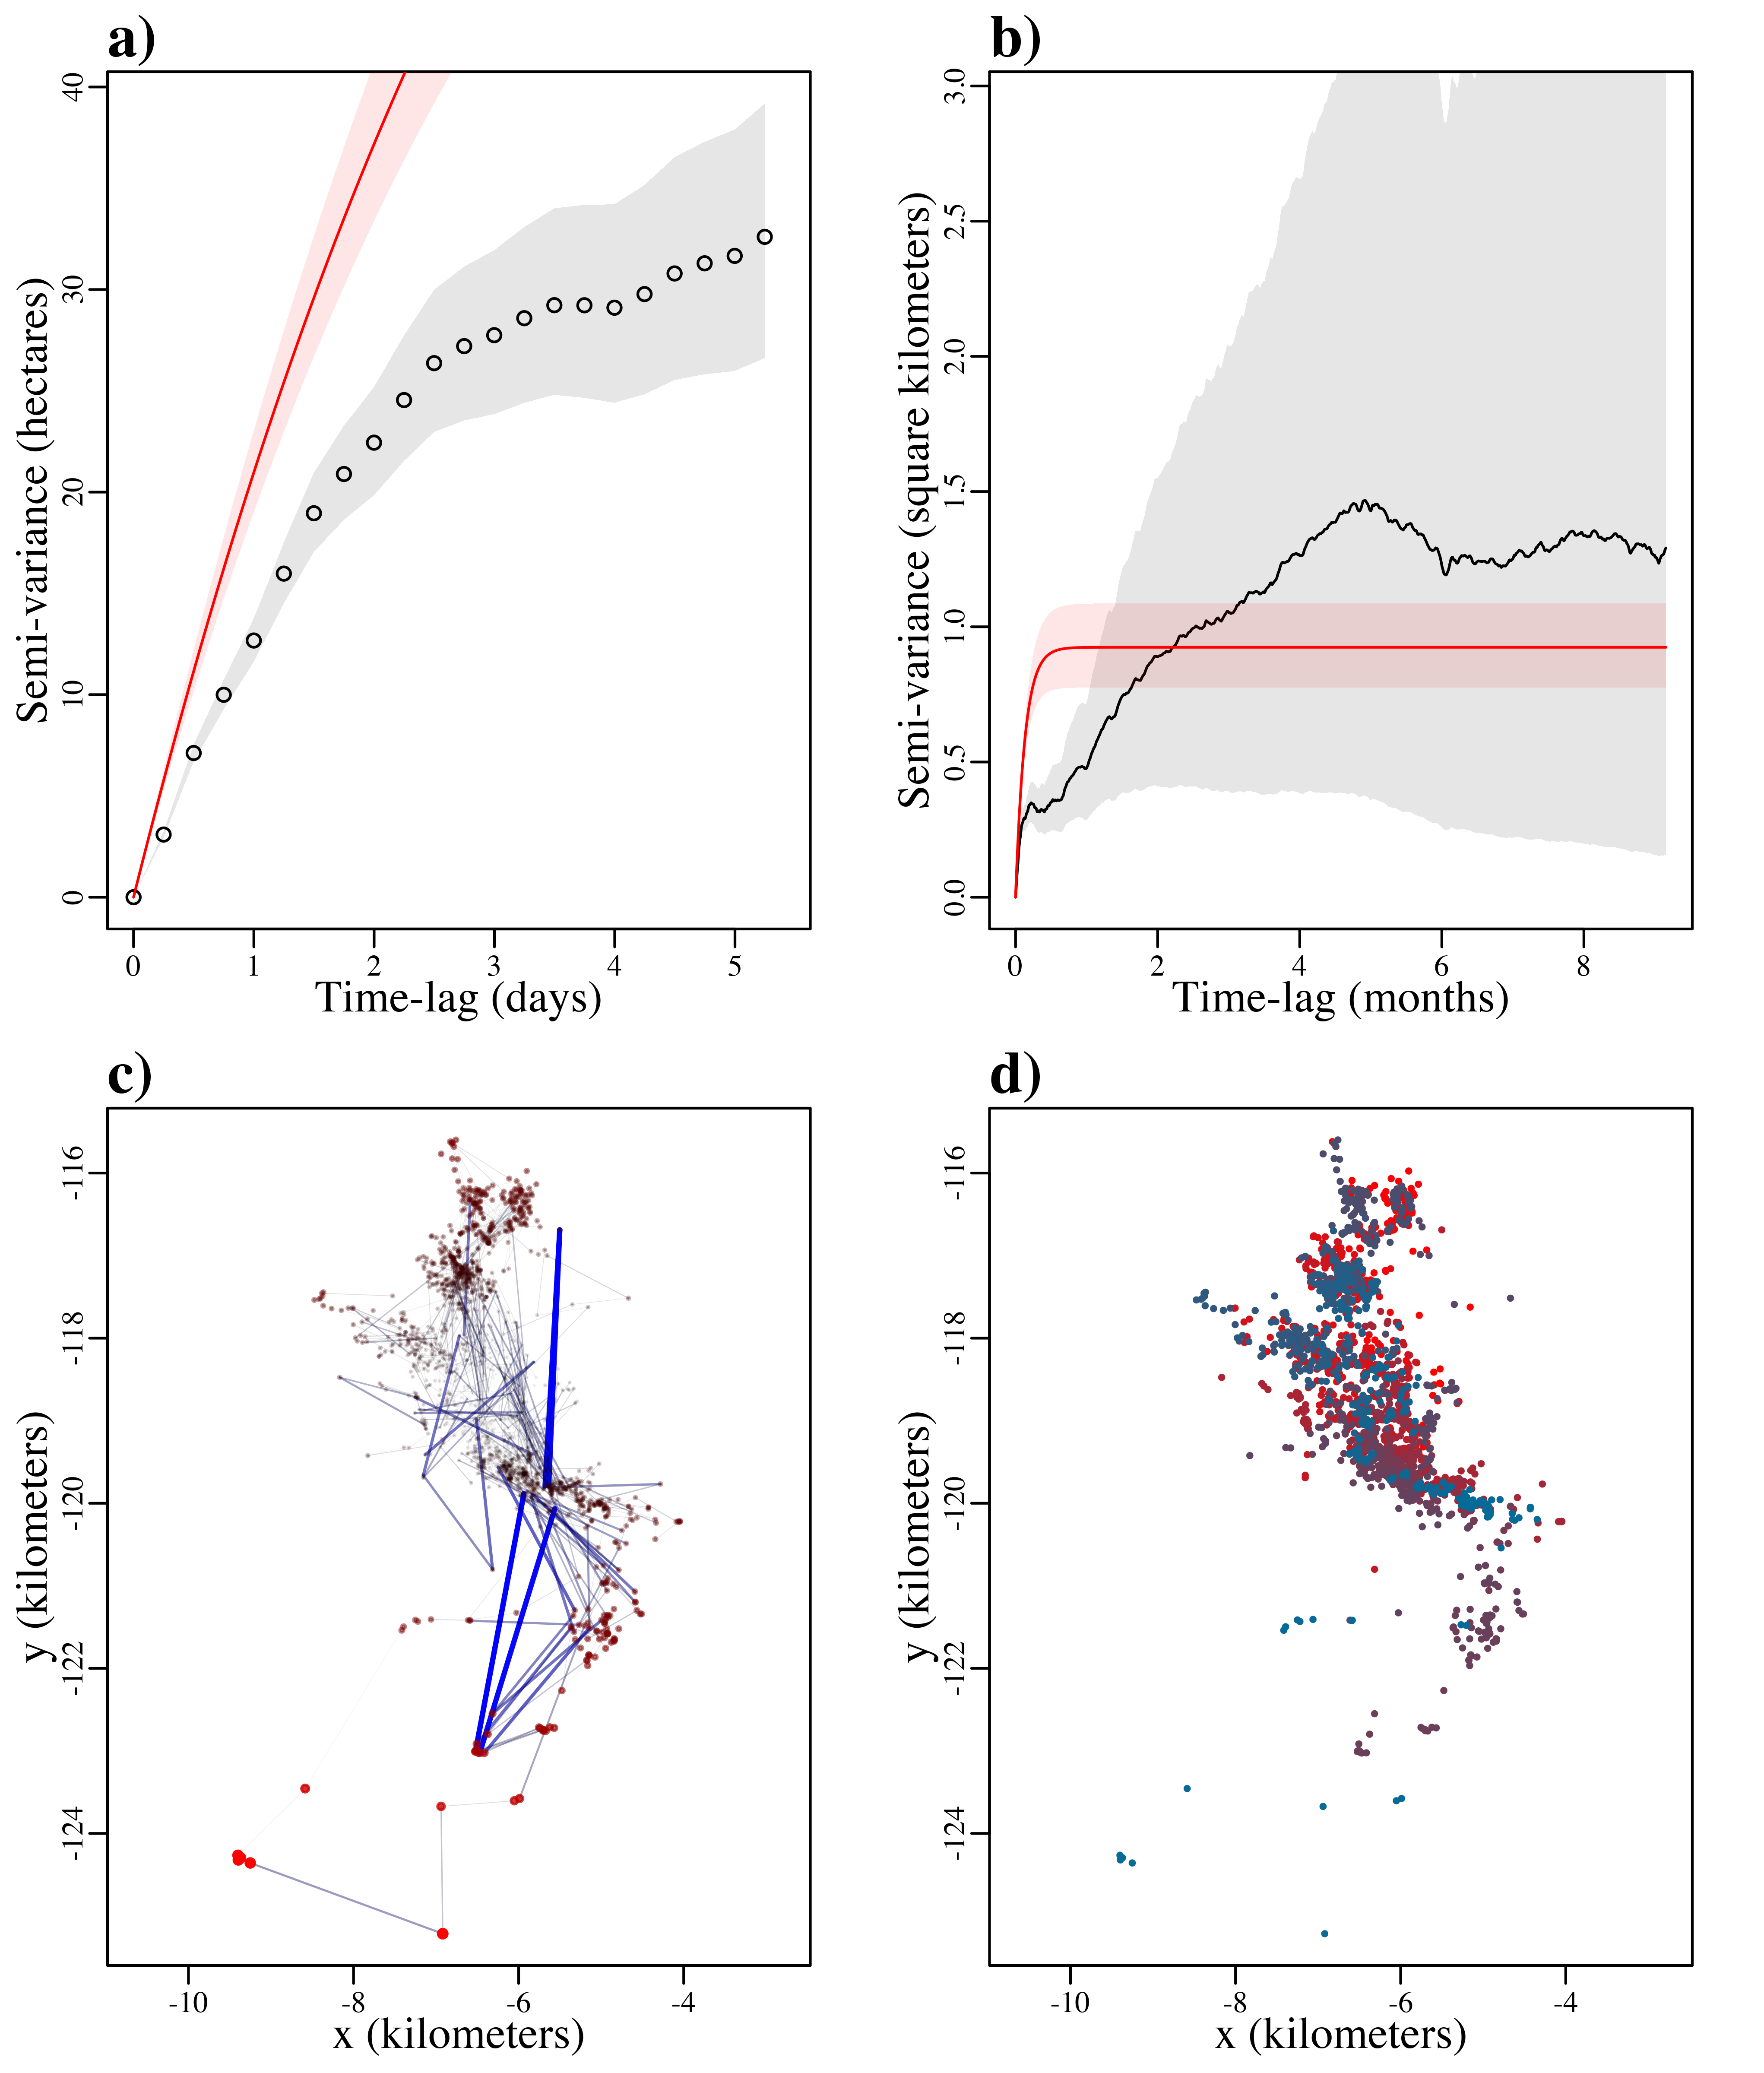 a)
Semi-variance (hectares)
40
30
20
10
0
0 1 2 3 4 5
Time-lag (days)
b)
Semi-variance (square kilometers)
3.0
2.5
2.0
1.5
1.0
0.5
0.0
0 2 4 6 8
Time-lag (months)
c)
y (kilometers)
-116
-118
-120
-122
-124
-10 -8 -6 -4
x (kilometers)
d)
y (kilometers)
-116
-118
-120
-122
-124
-10 -8 -6 -4
x (kilometers)